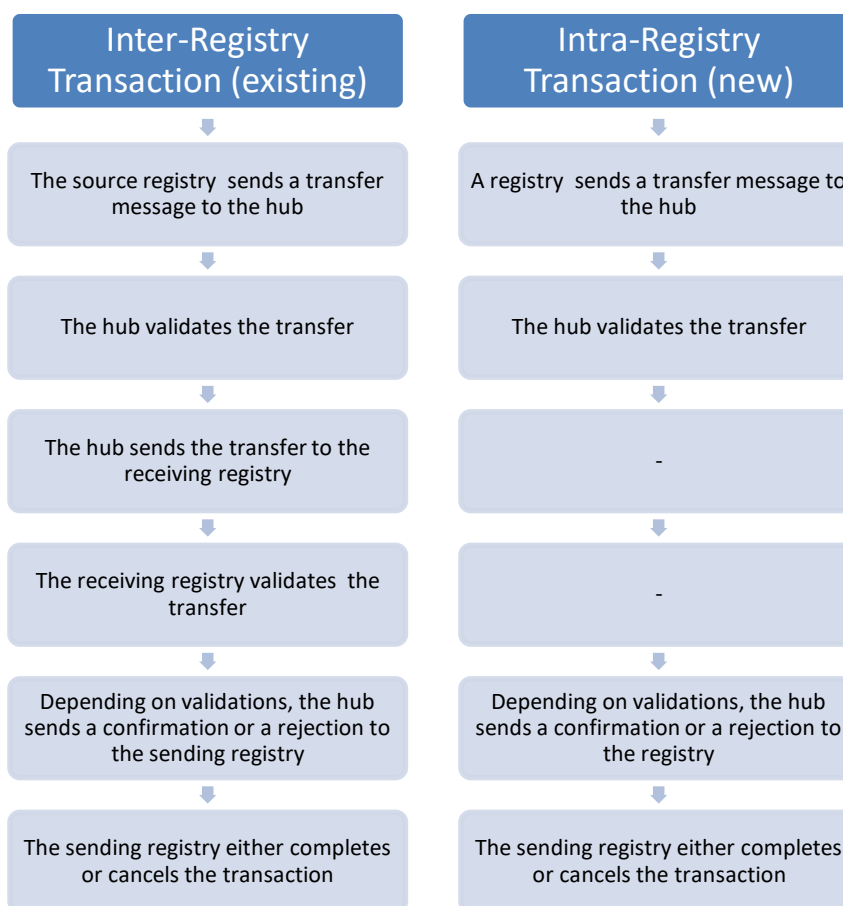 Inter-Registry
Transaction (existing)
The source registry sends a transfer
message to the hub
The hub validates the transfer
The hub sends the transfer to the
receiving registry
The receiving registry validates the
transfer
Depending on validations, the hub
sends a confirmation or a rejection to
the sending registry
The sending registry either completes
or cancels the transaction
Intra-Registry
Transaction (new)
A registry sends a transfer message to
the hub
The hub validates the transfer
-
-
Depending on validations, the hub
sends a confirmation or a rejection to
the registry
The sending registry either completes
or cancels the transaction